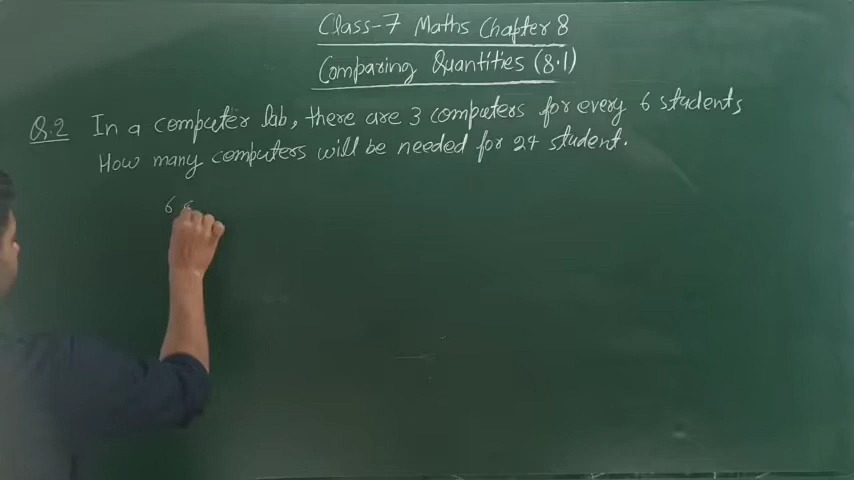 Class-7 Maths Chapter 8
Comparing Quantities (8.1)
Q.2 In a computer lab, there are 3 computers for every 6 students
How many computers will be needed for 24 student.
6 s